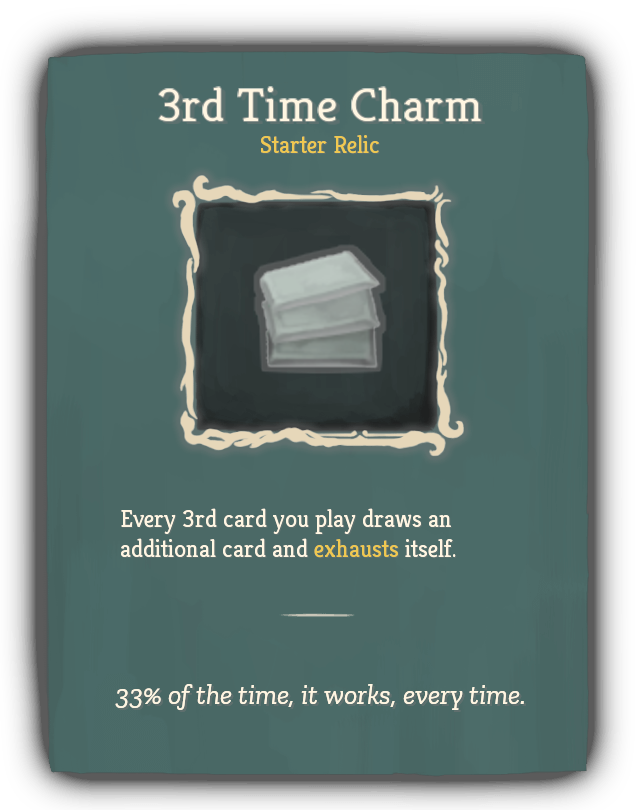 3rd Time Charm
Starter Relic
Every 3rd card you play draws an
additional card and exhausts itself.
33% of the time, it works, every time.